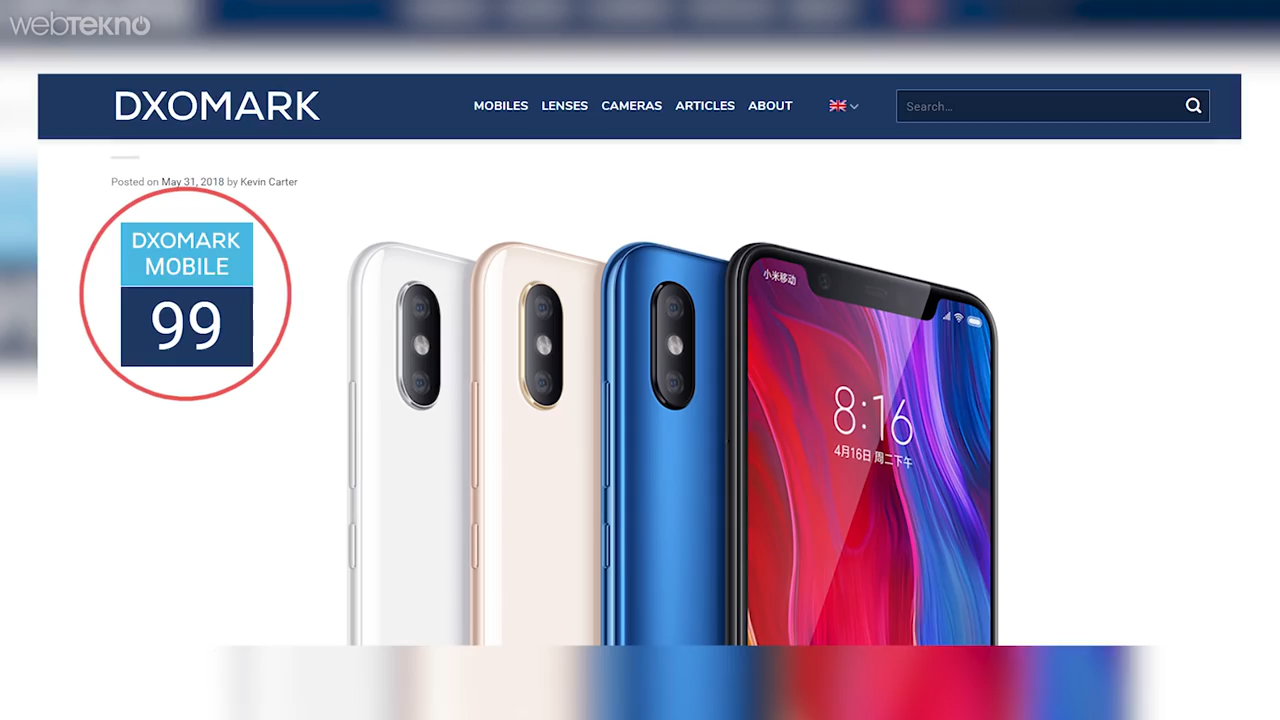 webTEKNO
DXOMARK
MOBILES LENSES CAMERAS ARTICLES ABOUT
Search...
Posted on May 31, 2018 by Kevin Carter
DXOMARK
MOBILE
99
小米移动
8:16
4月16日 周二下午